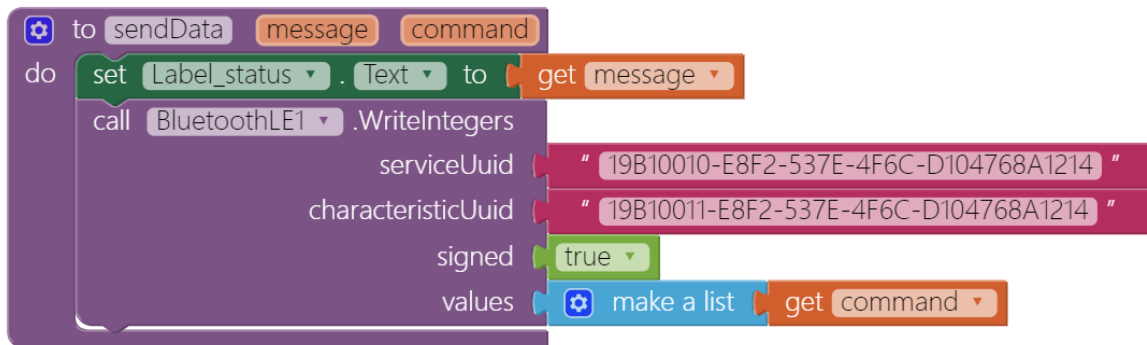 to sendData message command
do set Label_status . Text to get message
call BluetoothLE1 .WriteIntegers
serviceUuid " 19B10010-E8F2-537E-4F6C-D104768A1214 "
characteristicUuid " 19B10011-E8F2-537E-4F6C-D104768A1214 "
signed true
values make a list get command